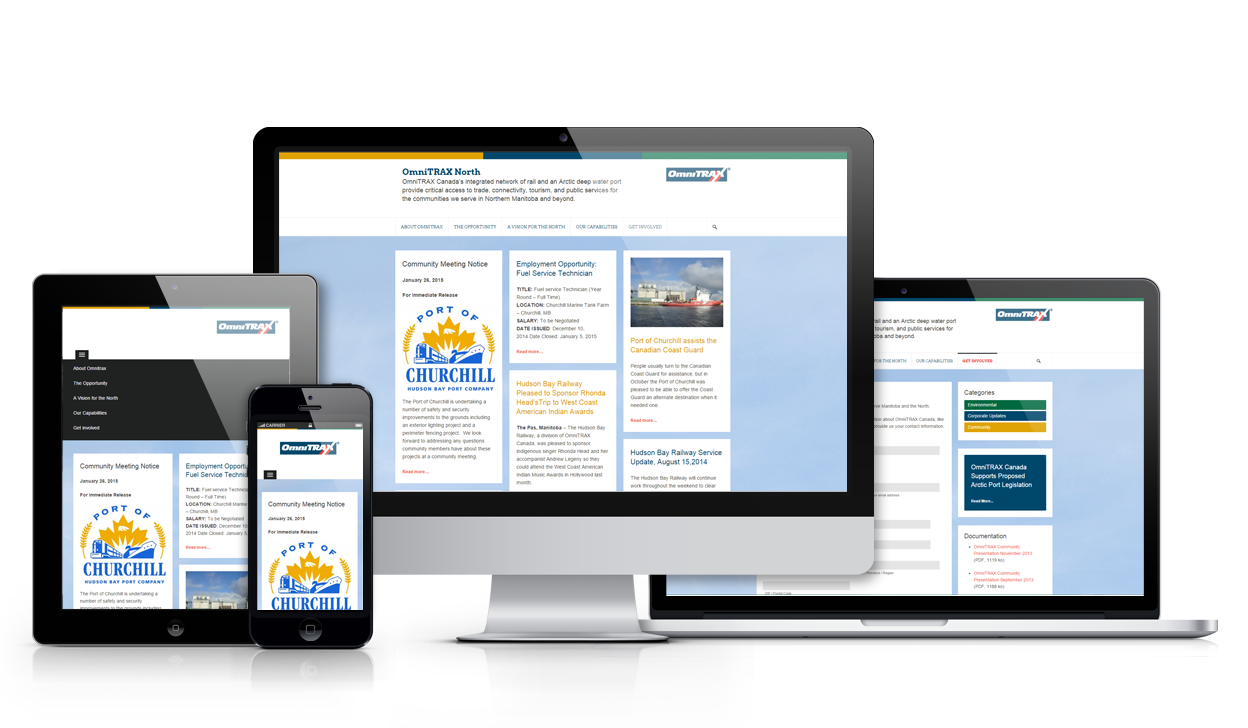 OmniTRAX North
OmniTRAX Canada's integrated network of rail and an Arctic deep water port
provide critical access to trade, connectivity, tourism, and public services for
the communities we serve in Northern Manitoba and beyond.
OmniTRAX
ABOUT OMNITRAX
THE OPPORTUNITY
A VISION FOR THE NORTH
OUR CAPABILITIES
GET INVOLVED
Community Meeting Notice
January 26, 2015
For Immediate Release
PORT OF
CHURCHILL
HUDSON BAY PORT COMPANY
The Port of Churchill is undertaking a
number of safety and security
improvements to the grounds including
an exterior lighting project and a
perimeter fencing project. We look
forward to addressing any questions
community members have about these
projects at a community meeting.
Read more...
Employment Opportunity:
Fuel Service Technician
TITLE: Fuel service Technician (Year
Round – Full Time)
LOCATION: Churchill Marine Tank Farm
– Churchill, MB
SALARY: To be Negotiated
DATE ISSUED: December 10,
2014 Date Closed: January 5, 2015
Read more...
Hudson Bay Railway
Pleased to Sponsor Rhonda
Head'sTrip to West Coast
American Indian Awards
The Pas, Manitoba – The Hudson Bay
Railway, a division of OmniTRAX
Canada, was pleased to sponsor
indigenous singer Rhonda Head and her
accompanist Andrew Legeny so they
could attend the West Coast American
Indian Music Awards in Hollywood last
month.
Port of Churchill assists the
Canadian Coast Guard
People usually turn to the Canadian
Coast Guard for assistance, but in
October the Port of Churchill was
pleased to be able to offer the Coast
Guard an alternate destination when it
needed one.
Read more...
Hudson Bay Railway Service
Update, August 15,2014
The Hudson Bay Railway will continue
work throughout the weekend to clear
OmniTRAX
About Omnitrax
The Opportunity
A Vision for the North
Our Capabilities
Get involved
Community Meeting Notice
January 26, 2015
For Immediate Release
PORT OF
CHURCHILL
HUDSON BAY PORT COMPANY
The Port of Churchill is undertaking a
number of safety and security
improvements to the grounds including
Employment Opportu
Fuel Service Technic
TITLE: Fuel service Technicia
Round – Full Time)
LOCATION: Churchill Marine
– Churchill, MB
SALARY: To be Negotiated
DATE ISSUED: December 10,
2014 Date Closed: January 5,
Read more...
CARRIER
OmniTRAX
Community Meeting Notice
January 26, 2015
For Immediate Release
PORT OF
CHURCHILL
rail and an Arctic deep water port
tourism, and public services for
oba and beyond.
OmniTRAX
FOR THE NORTH
OUR CAPABILITIES
GET INVOLVED
ve Manitoba and the North.
tion about OmniTRAX Canada, like
rovide us your contact information.
Categories
Environmental
Corporate Updates
Community
OmniTRAX Canada
Supports Proposed
Arctic Port Legislation
Read More...
Documentation
OmniTRAX Community
Presentation November 2013
(PDF, 1119 ko)
OmniTRAX Community
Presentation September 2013
(PDF, 1188 ko)